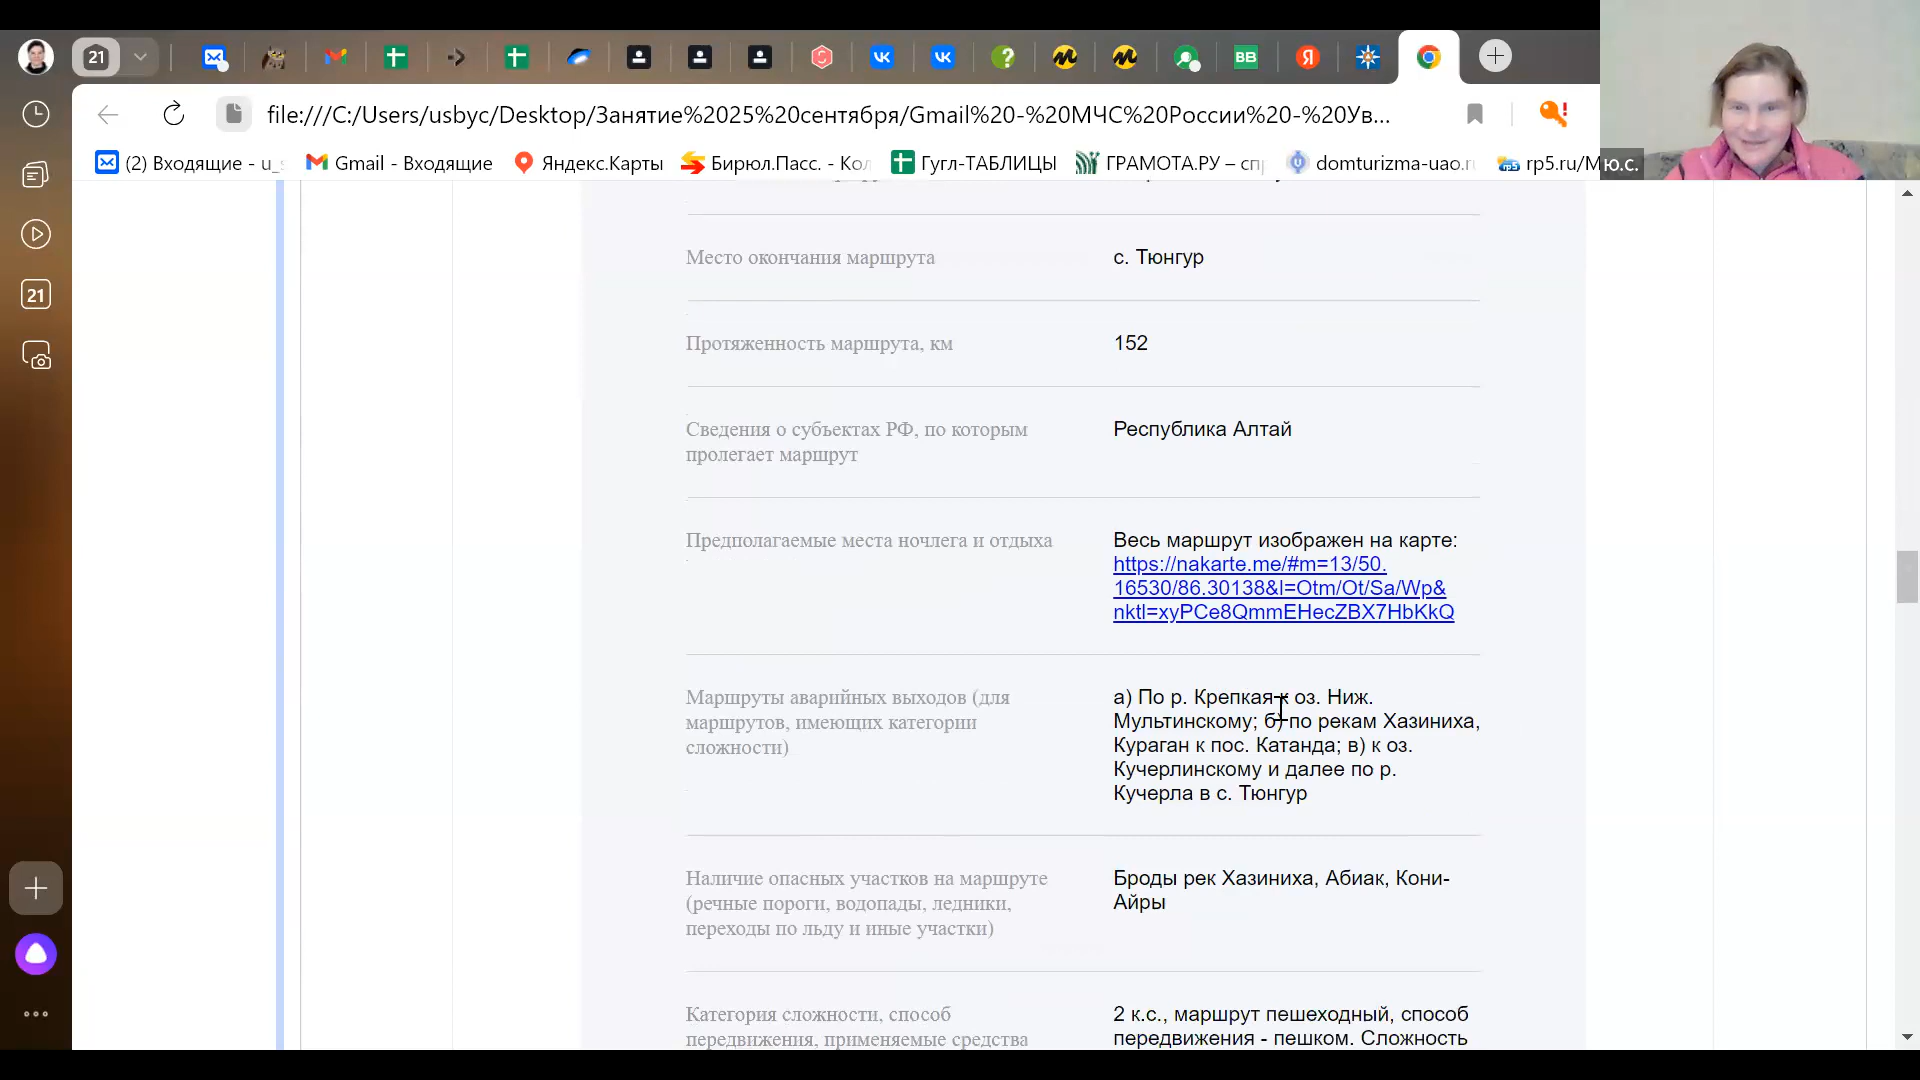 21
file:///C:/Users/usbyc/Desktop/Занятие%2025%20сентября/Gmail%20-%20МЧС%20России%20-%20Ув...
(2) Входящие - u_s
Gmail - Входящие
Яндекс.Карты
Бирюл.Пасс. - Кол
Гугл-ТАБЛИЦЫ
ГРАМОТА.РУ – спр
domturizma-uao.ru
rp5.ru/М
Ю.С.
BB
Я
21
Место окончания маршрута
с. Тюнгур
Протяженность маршрута, км
152
Сведения о субъектах РФ, по которым
пролегает маршрут
Республика Алтай
Предполагаемые места ночлега и отдыха
Весь маршрут изображен на карте:
https://nakarte.me/#m=13/50.
16530/86.30138&l=Otm/Ot/Sa/Wp&
nktl=xyPCe8QmmEHecZBX7HbKkQ
Маршруты аварийных выходов (для
маршрутов, имеющих категории
сложности)
а) По р. Крепкая к оз. Ниж.
Мультинскому; б) по рекам Хазиниха,
Кураган к пос. Катанда; в) к оз.
Кучерлинскому и далее по р.
Кучерла в с. Тюнгур
Наличие опасных участков на маршруте
(речные пороги, водопады, ледники,
переходы по льду и иные участки)
Броды рек Хазиниха, Абиак, Кони-
Айры
Категория сложности, способ
передвижения, применяемые средства
2 к.с., маршрут пешеходный, способ
передвижения - пешком. Сложность